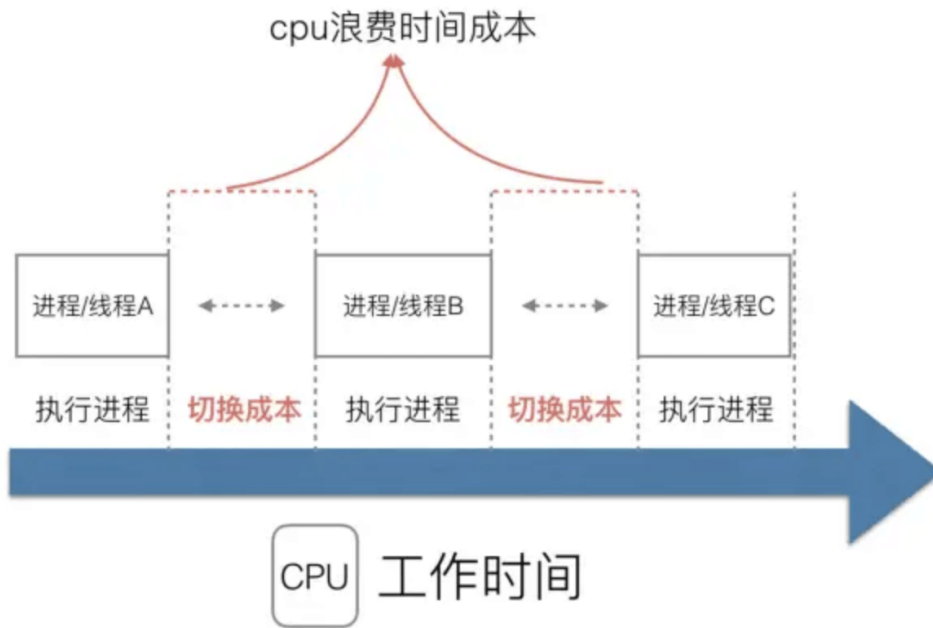 cpu浪费时间成本
进程/线程A
进程/线程B
进程/线程C
执行进程
切换成本
执行进程
切换成本
执行进程
CPU
工作时间